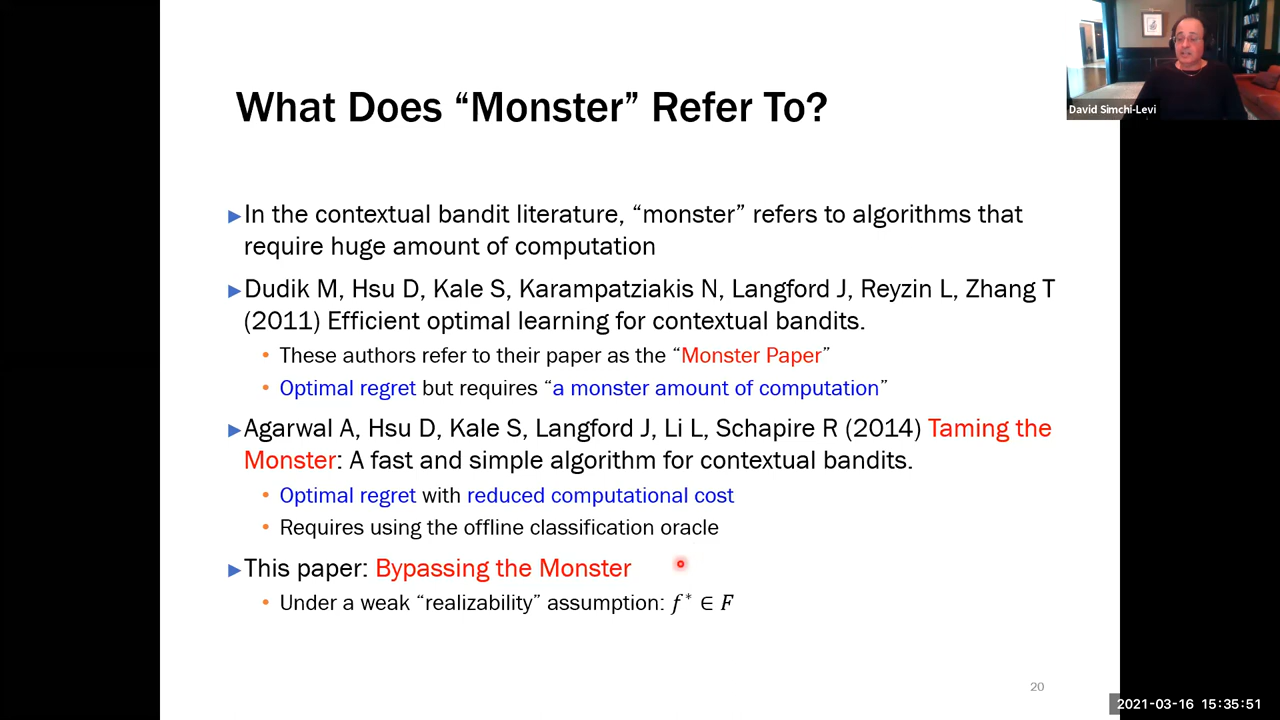 What Does “Monster” Refer To?
David Simchi-Levi
▶In the contextual bandit literature, “monster” refers to algorithms that
require huge amount of computation
▶Dudik M, Hsu D, Kale S, Karampatziakis N, Langford J, Reyzin L, Zhang T
(2011) Efficient optimal learning for contextual bandits.
• These authors refer to their paper as the “Monster Paper”
• Optimal regret but requires “a monster amount of computation”
▶Agarwal A, Hsu D, Kale S, Langford J, Li L, Schapire R (2014) Taming the
Monster: A fast and simple algorithm for contextual bandits.
• Optimal regret with reduced computational cost
• Requires using the offline classification oracle
▶This paper: Bypassing the Monster
• Under a weak “realizability” assumption: f* ∈ F
20
2021-03-16 15:35:51